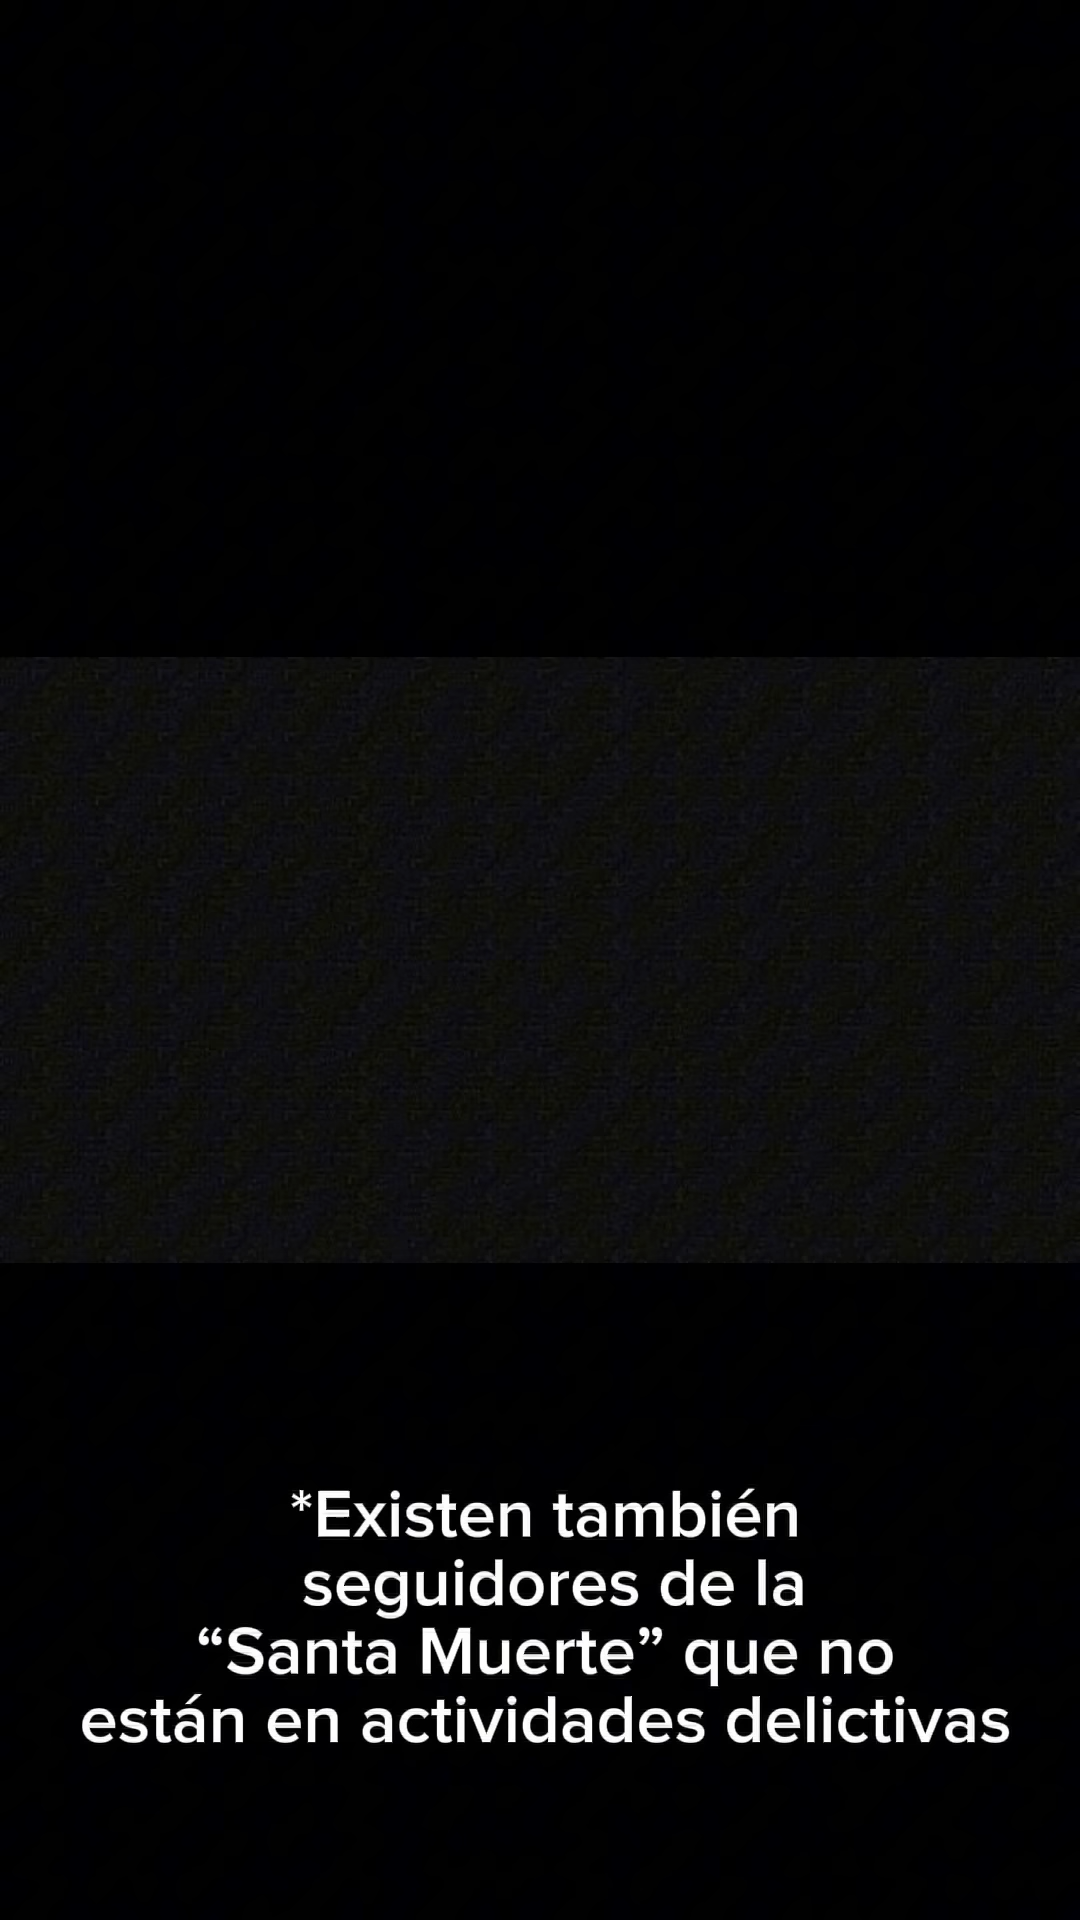 *Existen también
seguidores de la
“Santa Muerte” que no
están en actividades delictivas